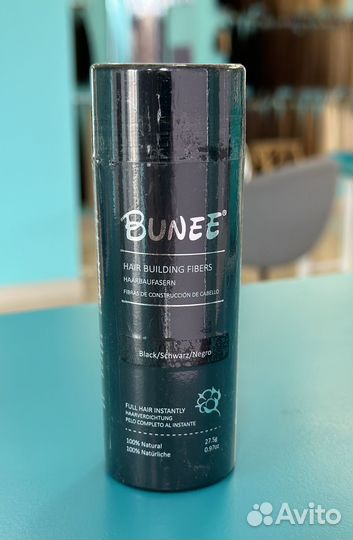 BUNEE®
HAIR BUILDING FIBERS
HAARBAUFASERN
FIBRAS DE CONSTRUCCIÓN DE CABELLO
Black/Schwarz/Negro
FULL HAIR INSTANTLY
HAARVERDICHTUNG
PELO COMPLETO AL INSTANTE
100% Natural
100% Natürliche
27.5g
0.97oz
Avito